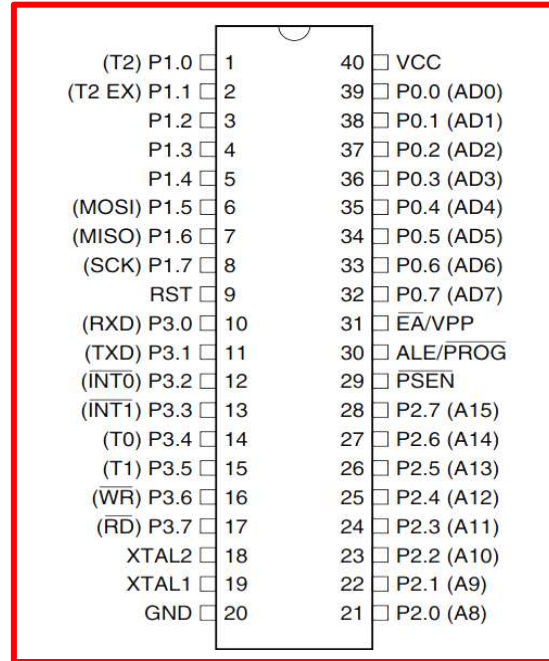 (T2) P1.0 1 40 VCC
(T2 EX) P1.1 2 39 P0.0 (AD0)
P1.2 3 38 P0.1 (AD1)
P1.3 4 37 P0.2 (AD2)
P1.4 5 36 P0.3 (AD3)
(MOSI) P1.5 6 35 P0.4 (AD4)
(MISO) P1.6 7 34 P0.5 (AD5)
(SCK) P1.7 8 33 P0.6 (AD6)
RST 9 32 P0.7 (AD7)
(RXD) P3.0 10 31 E̅A̅/VPP
(TXD) P3.1 11 30 ALE/P̅R̅O̅G̅
(I̅N̅T̅0̅) P3.2 12 29 P̅S̅E̅N̅
(I̅N̅T̅1̅) P3.3 13 28 P2.7 (A15)
(T0) P3.4 14 27 P2.6 (A14)
(T1) P3.5 15 26 P2.5 (A13)
(W̅R̅) P3.6 16 25 P2.4 (A12)
(R̅D̅) P3.7 17 24 P2.3 (A11)
XTAL2 18 23 P2.2 (A10)
XTAL1 19 22 P2.1 (A9)
GND 20 21 P2.0 (A8)